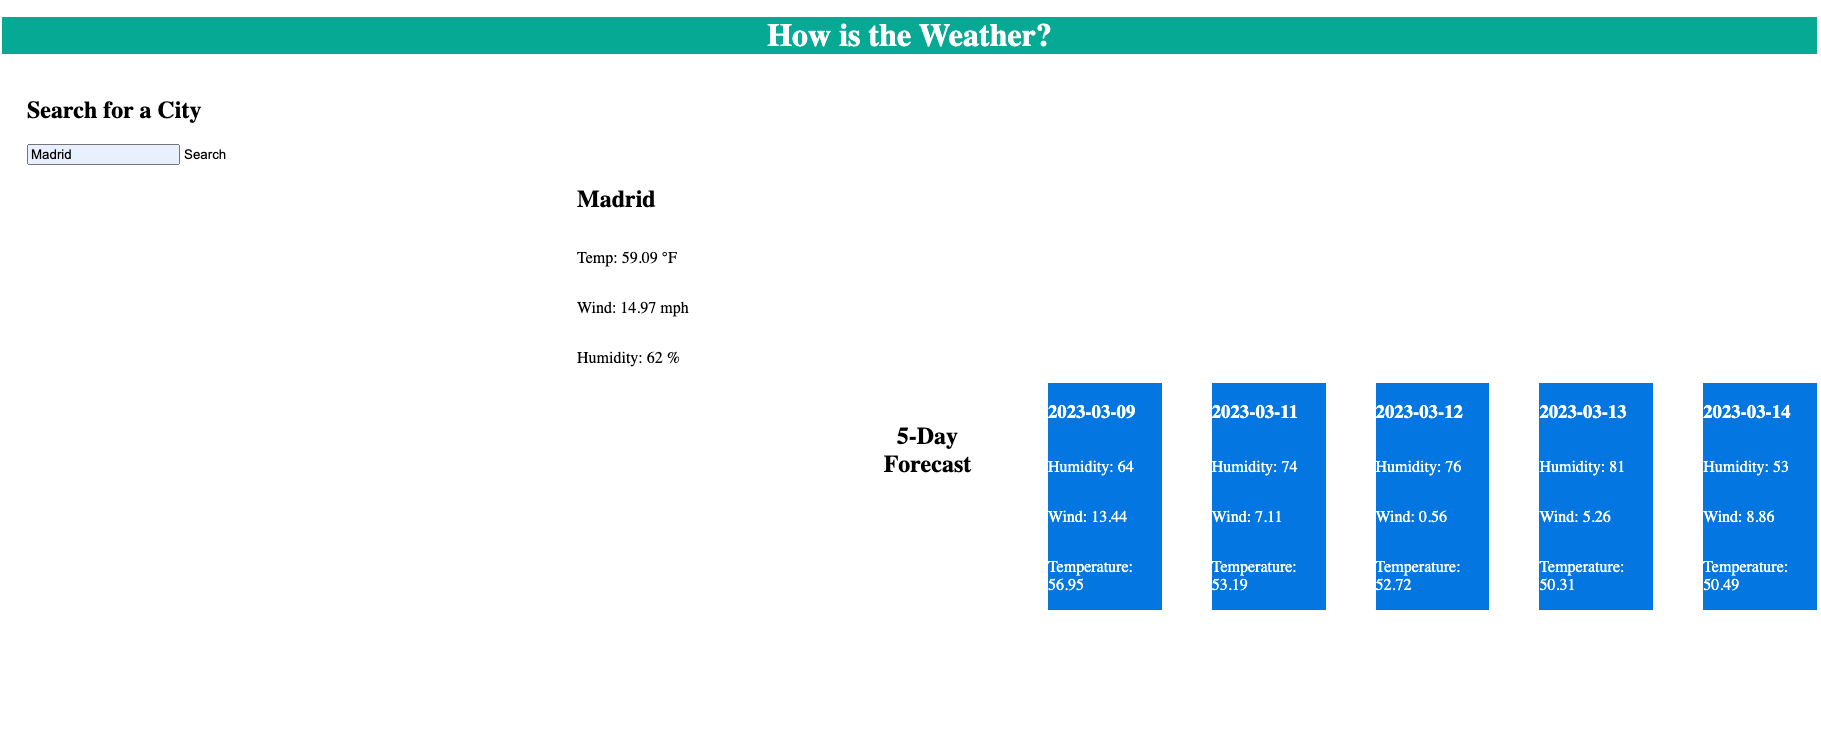 How is the Weather?
Search for a City
Madrid Search
Madrid
Temp: 59.09 °F
Wind: 14.97 mph
Humidity: 62 %
5-Day
Forecast
2023-03-09
Humidity: 64
Wind: 13.44
Temperature:
56.95
2023-03-11
Humidity: 74
Wind: 7.11
Temperature:
53.19
2023-03-12
Humidity: 76
Wind: 0.56
Temperature:
52.72
2023-03-13
Humidity: 81
Wind: 5.26
Temperature:
50.31
2023-03-14
Humidity: 53
Wind: 8.86
Temperature:
50.49